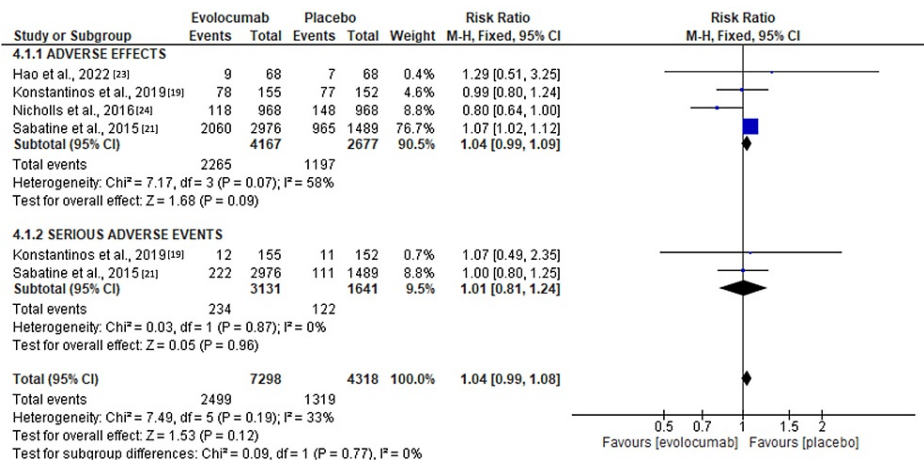 Evolocumab Placebo Risk Ratio Risk Ratio
Study or Subgroup Events Total Events Total Weight M-H, Fixed, 95% CI M-H, Fixed, 95% CI
4.1.1 ADVERSE EFFECTS
Hao et al., 2022 [23] 9 68 7 68 0.4% 1.29 [0.51, 3.25]
Konstantinos et al., 2019[19] 78 155 77 152 4.6% 0.99 [0.80, 1.24]
Nicholls et al., 2016[24] 118 968 148 968 8.8% 0.80 [0.64, 1.00]
Sabatine et al., 2015 [21] 2060 2976 965 1489 76.7% 1.07 [1.02, 1.12]
Subtotal (95% CI) 4167 2677 90.5% 1.04 [0.99, 1.09]
Total events 2265 1197
Heterogeneity: Chi² = 7.17, df = 3 (P = 0.07); I² = 58%
Test for overall effect: Z = 1.68 (P = 0.09)
4.1.2 SERIOUS ADVERSE EVENTS
Konstantinos et al., 2019[19] 12 155 11 152 0.7% 1.07 [0.49, 2.35]
Sabatine et al., 2015 [21] 222 2976 111 1489 8.8% 1.00 [0.80, 1.25]
Subtotal (95% CI) 3131 1641 9.5% 1.01 [0.81, 1.24]
Total events 234 122
Heterogeneity: Chi² = 0.03, df = 1 (P = 0.87); I² = 0%
Test for overall effect: Z = 0.05 (P = 0.96)
Total (95% CI) 7298 4318 100.0% 1.04 [0.99, 1.08]
Total events 2499 1319
Heterogeneity: Chi² = 7.49, df = 5 (P = 0.19); I² = 33%
Test for overall effect: Z = 1.53 (P = 0.12)
Test for subgroup differences: Chi² = 0.09, df = 1 (P = 0.77), I² = 0%
0.5 0.7 1 1.5 2
Favours [evolocumab] Favours [placebo]